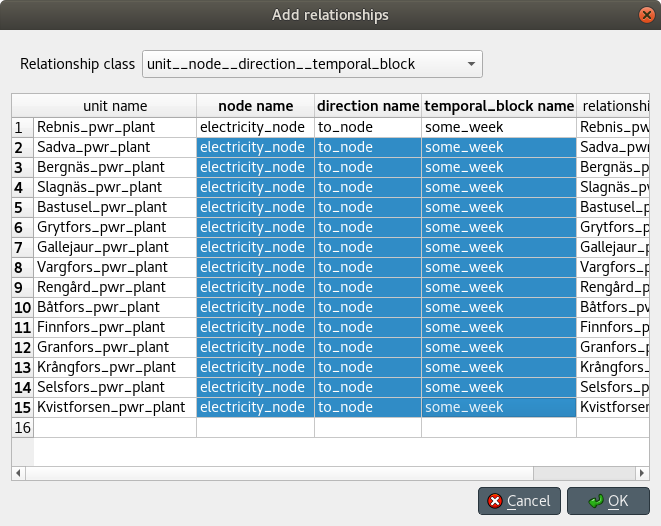 Add relationships
Relationship class unit__node__direction__temporal_block
unit name node name direction name temporal_block name relationshi
1 Rebnis_pwr_plant electricity_node to_node some_week Rebnis_pw
2 Sadva_pwr_plant electricity_node to_node some_week Sadva_pwr
3 Bergnäs_pwr_plant electricity_node to_node some_week Bergnäs_p
4 Slagnäs_pwr_plant electricity_node to_node some_week Slagnäs_p
5 Bastusel_pwr_plant electricity_node to_node some_week Bastusel_p
6 Grytfors_pwr_plant electricity_node to_node some_week Grytfors_p
7 Gallejaur_pwr_plant electricity_node to_node some_week Gallejaur_p
8 Vargfors_pwr_plant electricity_node to_node some_week Vargfors_p
9 Rengård_pwr_plant electricity_node to_node some_week Rengård_p
10 Båtfors_pwr_plant electricity_node to_node some_week Båtfors_pw
11 Finnfors_pwr_plant electricity_node to_node some_week Finnfors_p
12 Granfors_pwr_plant electricity_node to_node some_week Granfors_p
13 Krångfors_pwr_plant electricity_node to_node some_week Krångfors_
14 Selsfors_pwr_plant electricity_node to_node some_week Selsfors_p
15 Kvistforsen_pwr_plant electricity_node to_node some_week Kvistforsen
16
Cancel OK